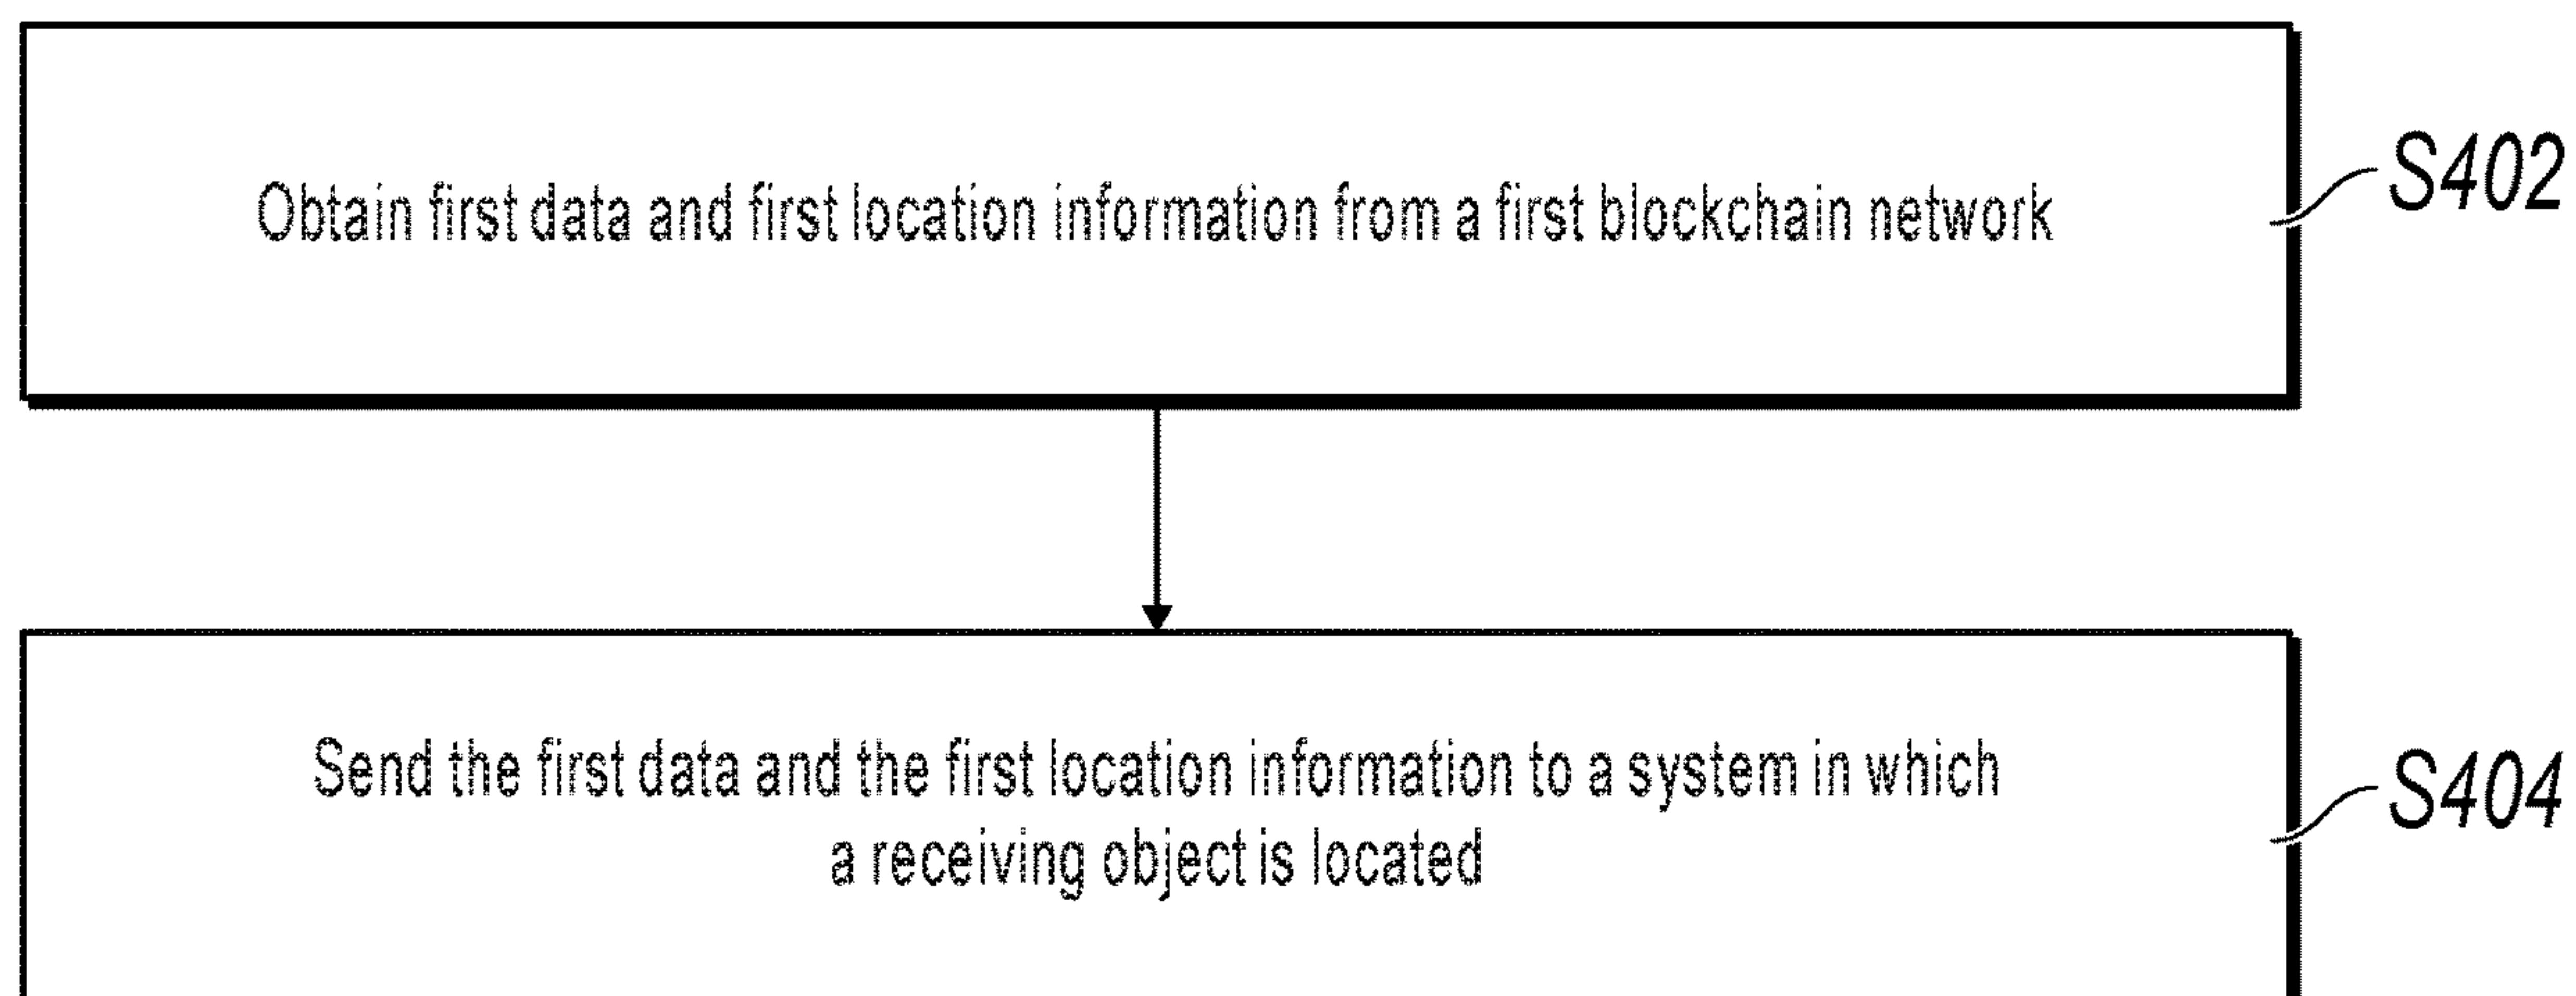 Obtain first data and first location information from a first blockchain network
S402
Send the first data and the first location information to a system in which
a receiving object is located
S404